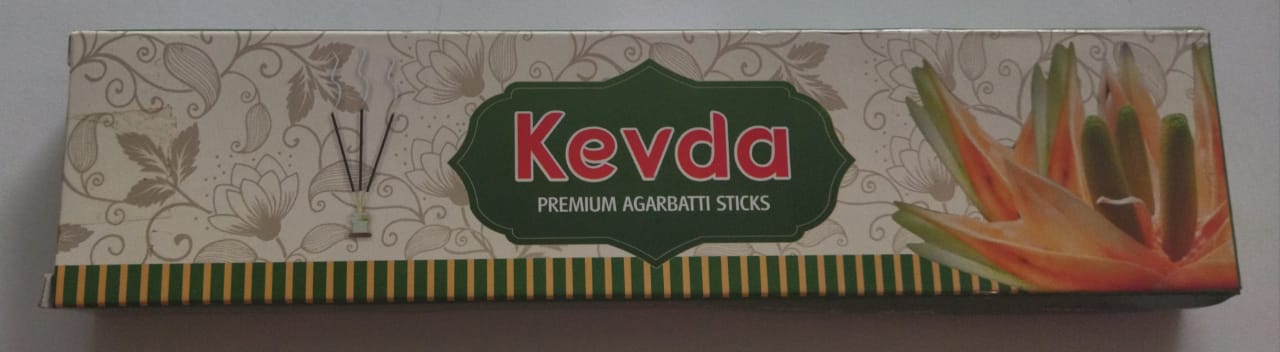 Kevda
PREMIUM AGARBATTI STICKS